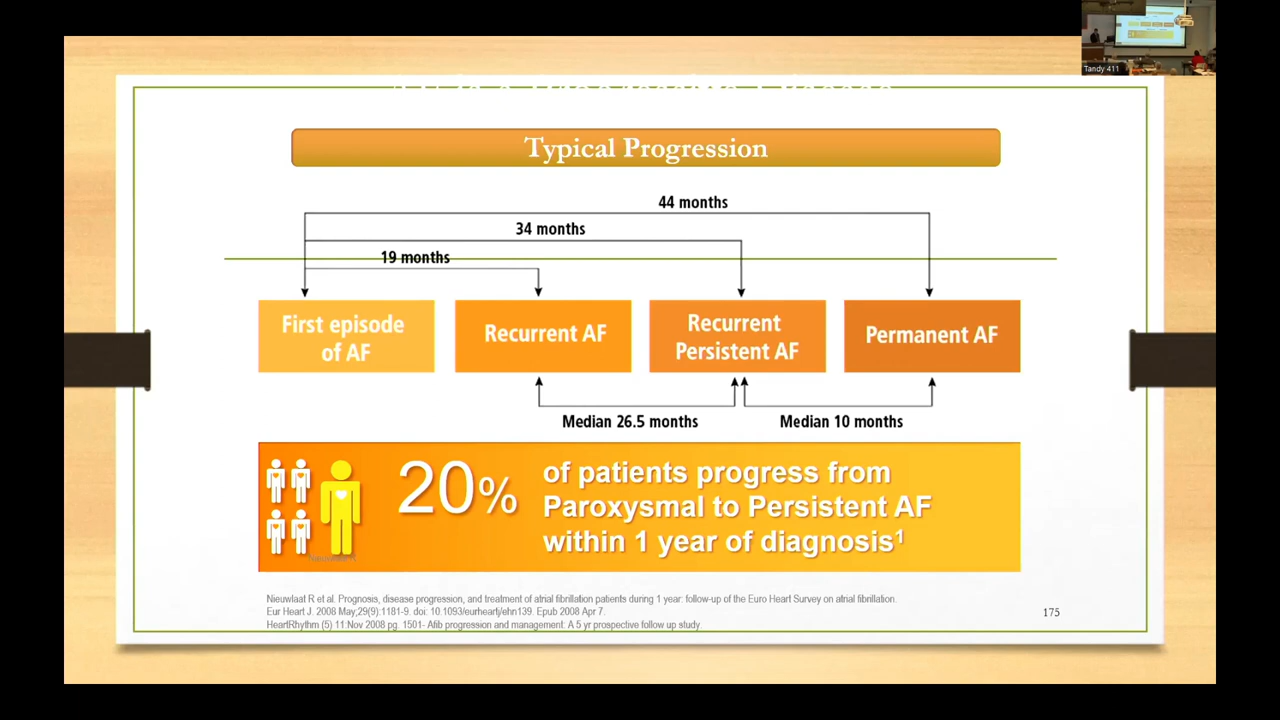 Tandy 411
Typical Progression
44 months
34 months
19 months
First episode
of AF
Recurrent AF
Recurrent
Persistent AF
Permanent AF
Median 26.5 months
Median 10 months
20%
of patients progress from
Paroxysmal to Persistent AF
within 1 year of diagnosis¹
Nieuwlaat R
Nieuwlaat R et al. Prognosis, disease progression, and treatment of atrial fibrillation patients during 1 year: follow-up of the Euro Heart Survey on atrial fibrillation.
Eur Heart J. 2008 May;29(9):1181-9. doi: 10.1093/eurheartj/ehn139. Epub 2008 Apr 7.
HeartRhythm (5) 11 Nov 2008 pg. 1501- Afib progression and management: A 5 yr prospective follow up study.
175